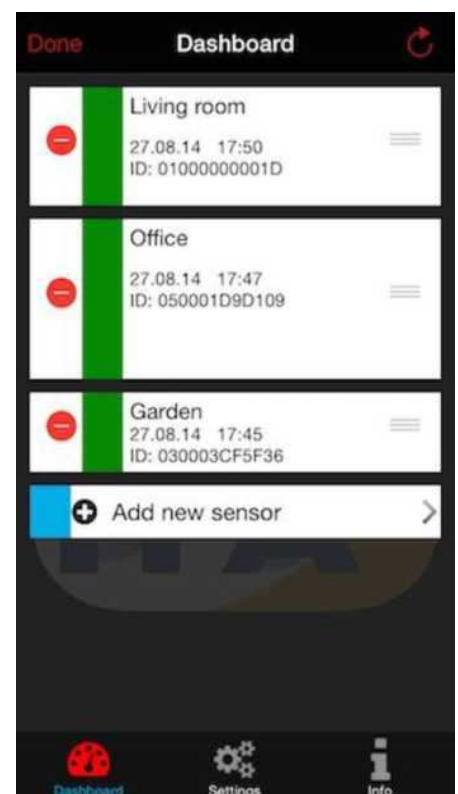 Done Dashboard
Living room
27.08.14 17:50
ID: 01000000001D
Office
27.08.14 17:47
ID: 050001D9D109
Garden
27.08.14 17:45
ID: 030003CF5F36
Add new sensor
Dashboard Settings Info